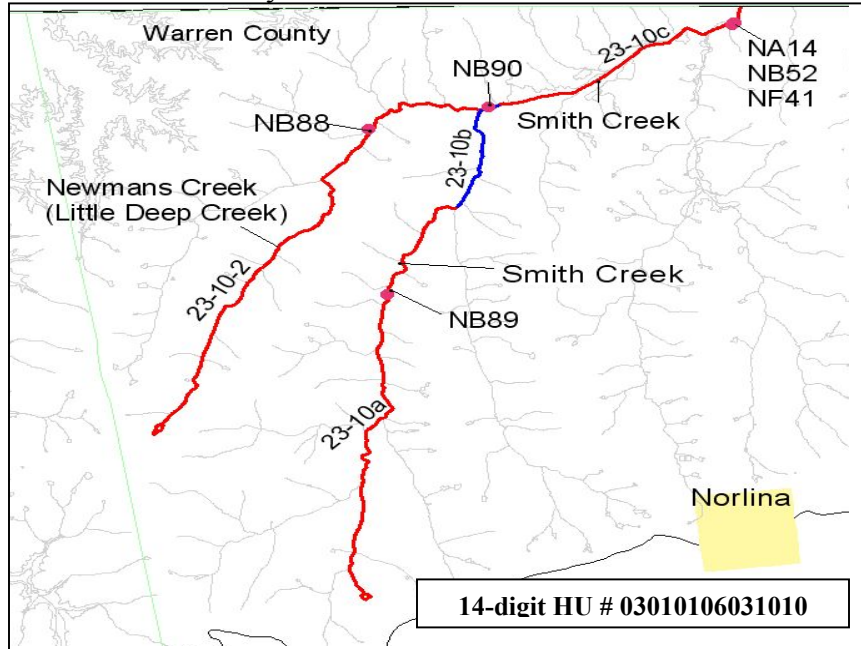 Warren County
23-10c
NA14
NB52
NF41
NB90
NB88
Smith Creek
23-10b
Newmans Creek
(Little Deep Creek)
Smith Creek
23-10-2
NB89
23-10a
Norlina
14-digit HU # 03010106031010